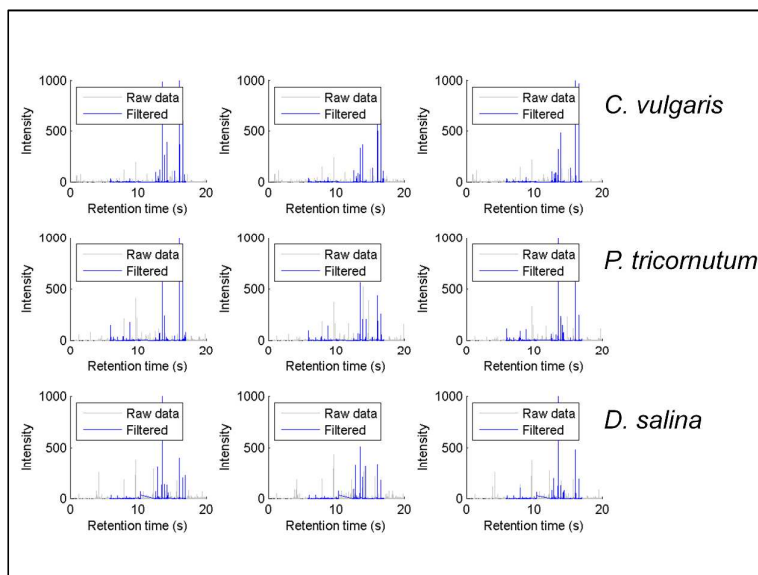 1000
500
0
0
10
20
Intensity
Retention time (s)
Raw data
Filtered
1000
500
0
0
10
20
Intensity
Retention time (s)
Raw data
Filtered
1000
500
0
0
10
20
Intensity
Retention time (s)
Raw data
Filtered
C. vulgaris
1000
500
0
0
10
20
Intensity
Retention time (s)
Raw data
Filtered
1000
500
0
0
10
20
Intensity
Retention time (s)
Raw data
Filtered
1000
500
0
0
10
20
Intensity
Retention time (s)
Raw data
Filtered
P. tricornutum
1000
500
0
0
10
20
Intensity
Retention time (s)
Raw data
Filtered
1000
500
0
0
10
20
Intensity
Retention time (s)
Raw data
Filtered
1000
500
0
0
10
20
Intensity
Retention time (s)
Raw data
Filtered
D. salina